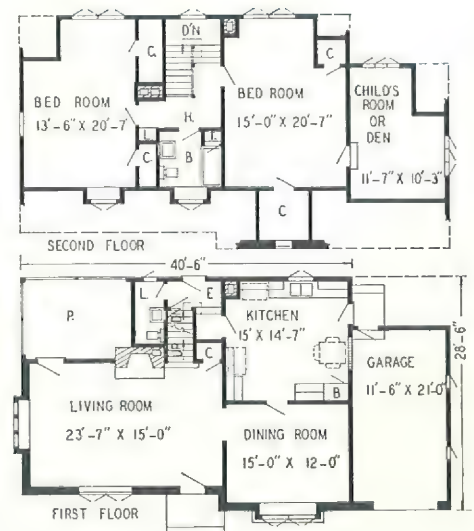 D'N
C.
C.
BED ROOM
13'-6" X 20'-7"
BED ROOM
15'-0" X 20'-7"
CHILD'S
ROOM
OR
DEN
11'-7" X 10'-3"
H.
L.
L.
C.
B
C
SECOND FLOOR
40'-6"
P.
L.
E
KITCHEN
15' X 14'-7"
DN
UP
C
GARAGE
11'-6" X 21'-0"
28'-6"
LIVING ROOM
23'-7" X 15'-0"
B
DINING ROOM
15'-0" X 12'-0"
FIRST FLOOR